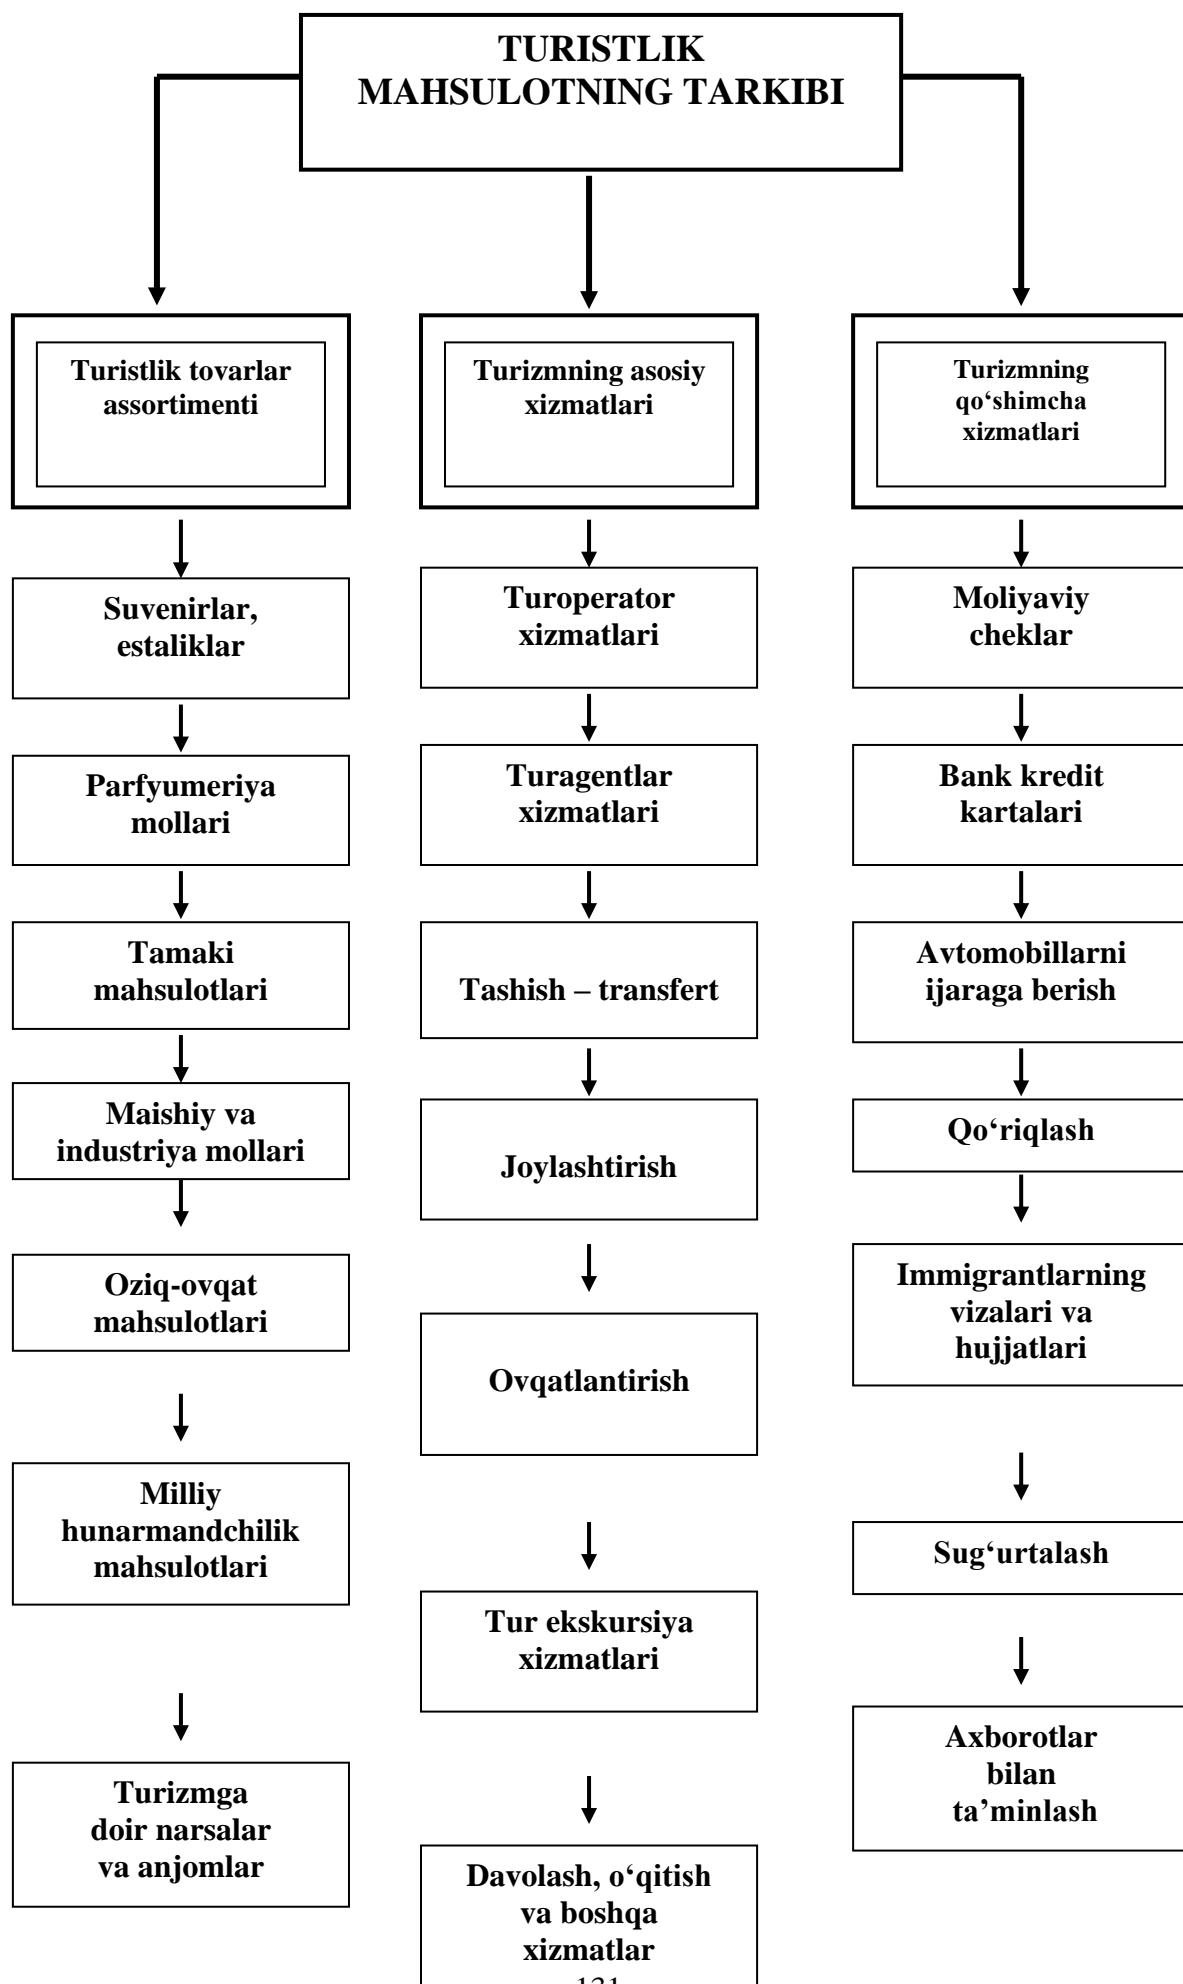 TURISTLIK
MAHSULOTNING TARKIBI
Turistlik tovarlar
assortimenti
Suvenirlar,
estaliklar
Parfyumeriya
mollari
Tamaki
mahsulotlari
Maishiy va
industriya mollari
Oziq-ovqat
mahsulotlari
Milliy
hunarmandchilik
mahsulotlari
Turizmga
doir narsalar
va anjomlar
Turizmning asosiy
xizmatlari
Turoperator
xizmatlari
Turagentlar
xizmatlari
Tashish – transfert
Joylashtirish
Ovqatlantirish
Tur ekskursiya
xizmatlari
Davolash, o‘qitish
va boshqa
xizmatlar
Turizmning
qo‘shimcha
xizmatlari
Moliyaviy
cheklar
Bank kredit
kartalari
Avtomobillarni
ijaraga berish
Qo‘riqlash
Immigrantlarning
vizalari va
hujjatlari
Sug‘urtalash
Axborotlar
bilan
ta’minlash
131